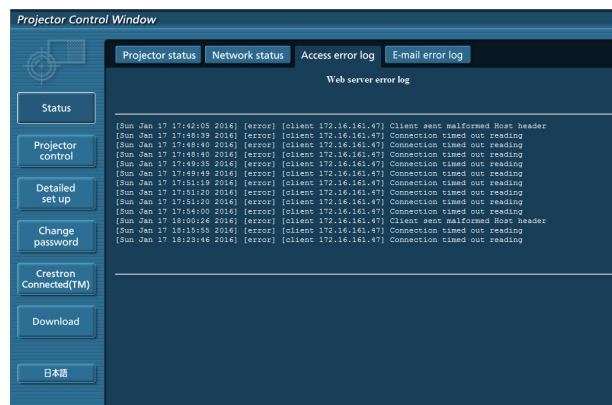 Projector Control Window
Projector status
Network status
Access error log
E-mail error log
Web server error log
Status
Projector
control
Detailed
set up
Change
password
Crestron
Connected(TM)
Download
日本語
[Sun Jan 17 17:42:05 2016] [error] [client 172.16.161.47] Client sent malformed Host header
[Sun Jan 17 17:48:39 2016] [error] [client 172.16.161.47] Connection timed out reading
[Sun Jan 17 17:48:40 2016] [error] [client 172.16.161.47] Connection timed out reading
[Sun Jan 17 17:48:40 2016] [error] [client 172.16.161.47] Connection timed out reading
[Sun Jan 17 17:49:35 2016] [error] [client 172.16.161.47] Connection timed out reading
[Sun Jan 17 17:49:49 2016] [error] [client 172.16.161.47] Connection timed out reading
[Sun Jan 17 17:51:19 2016] [error] [client 172.16.161.47] Connection timed out reading
[Sun Jan 17 17:51:20 2016] [error] [client 172.16.161.47] Connection timed out reading
[Sun Jan 17 17:51:20 2016] [error] [client 172.16.161.47] Connection timed out reading
[Sun Jan 17 17:54:00 2016] [error] [client 172.16.161.47] Connection timed out reading
[Sun Jan 17 18:00:26 2016] [error] [client 172.16.161.47] Client sent malformed Host header
[Sun Jan 17 18:15:55 2016] [error] [client 172.16.161.47] Connection timed out reading
[Sun Jan 17 18:23:46 2016] [error] [client 172.16.161.47] Connection timed out reading